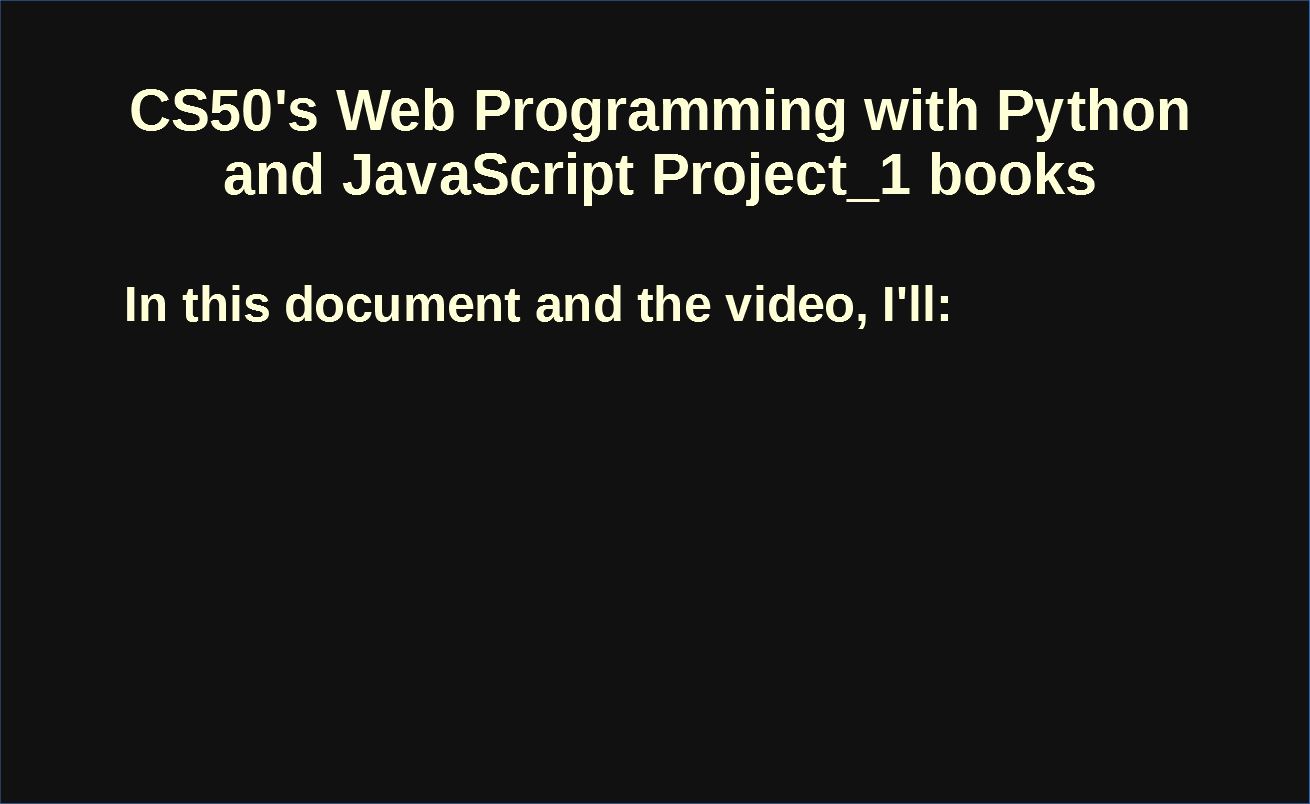 CS50's Web Programming with Python
and JavaScript Project_1 books
In this document and the video, I'll: